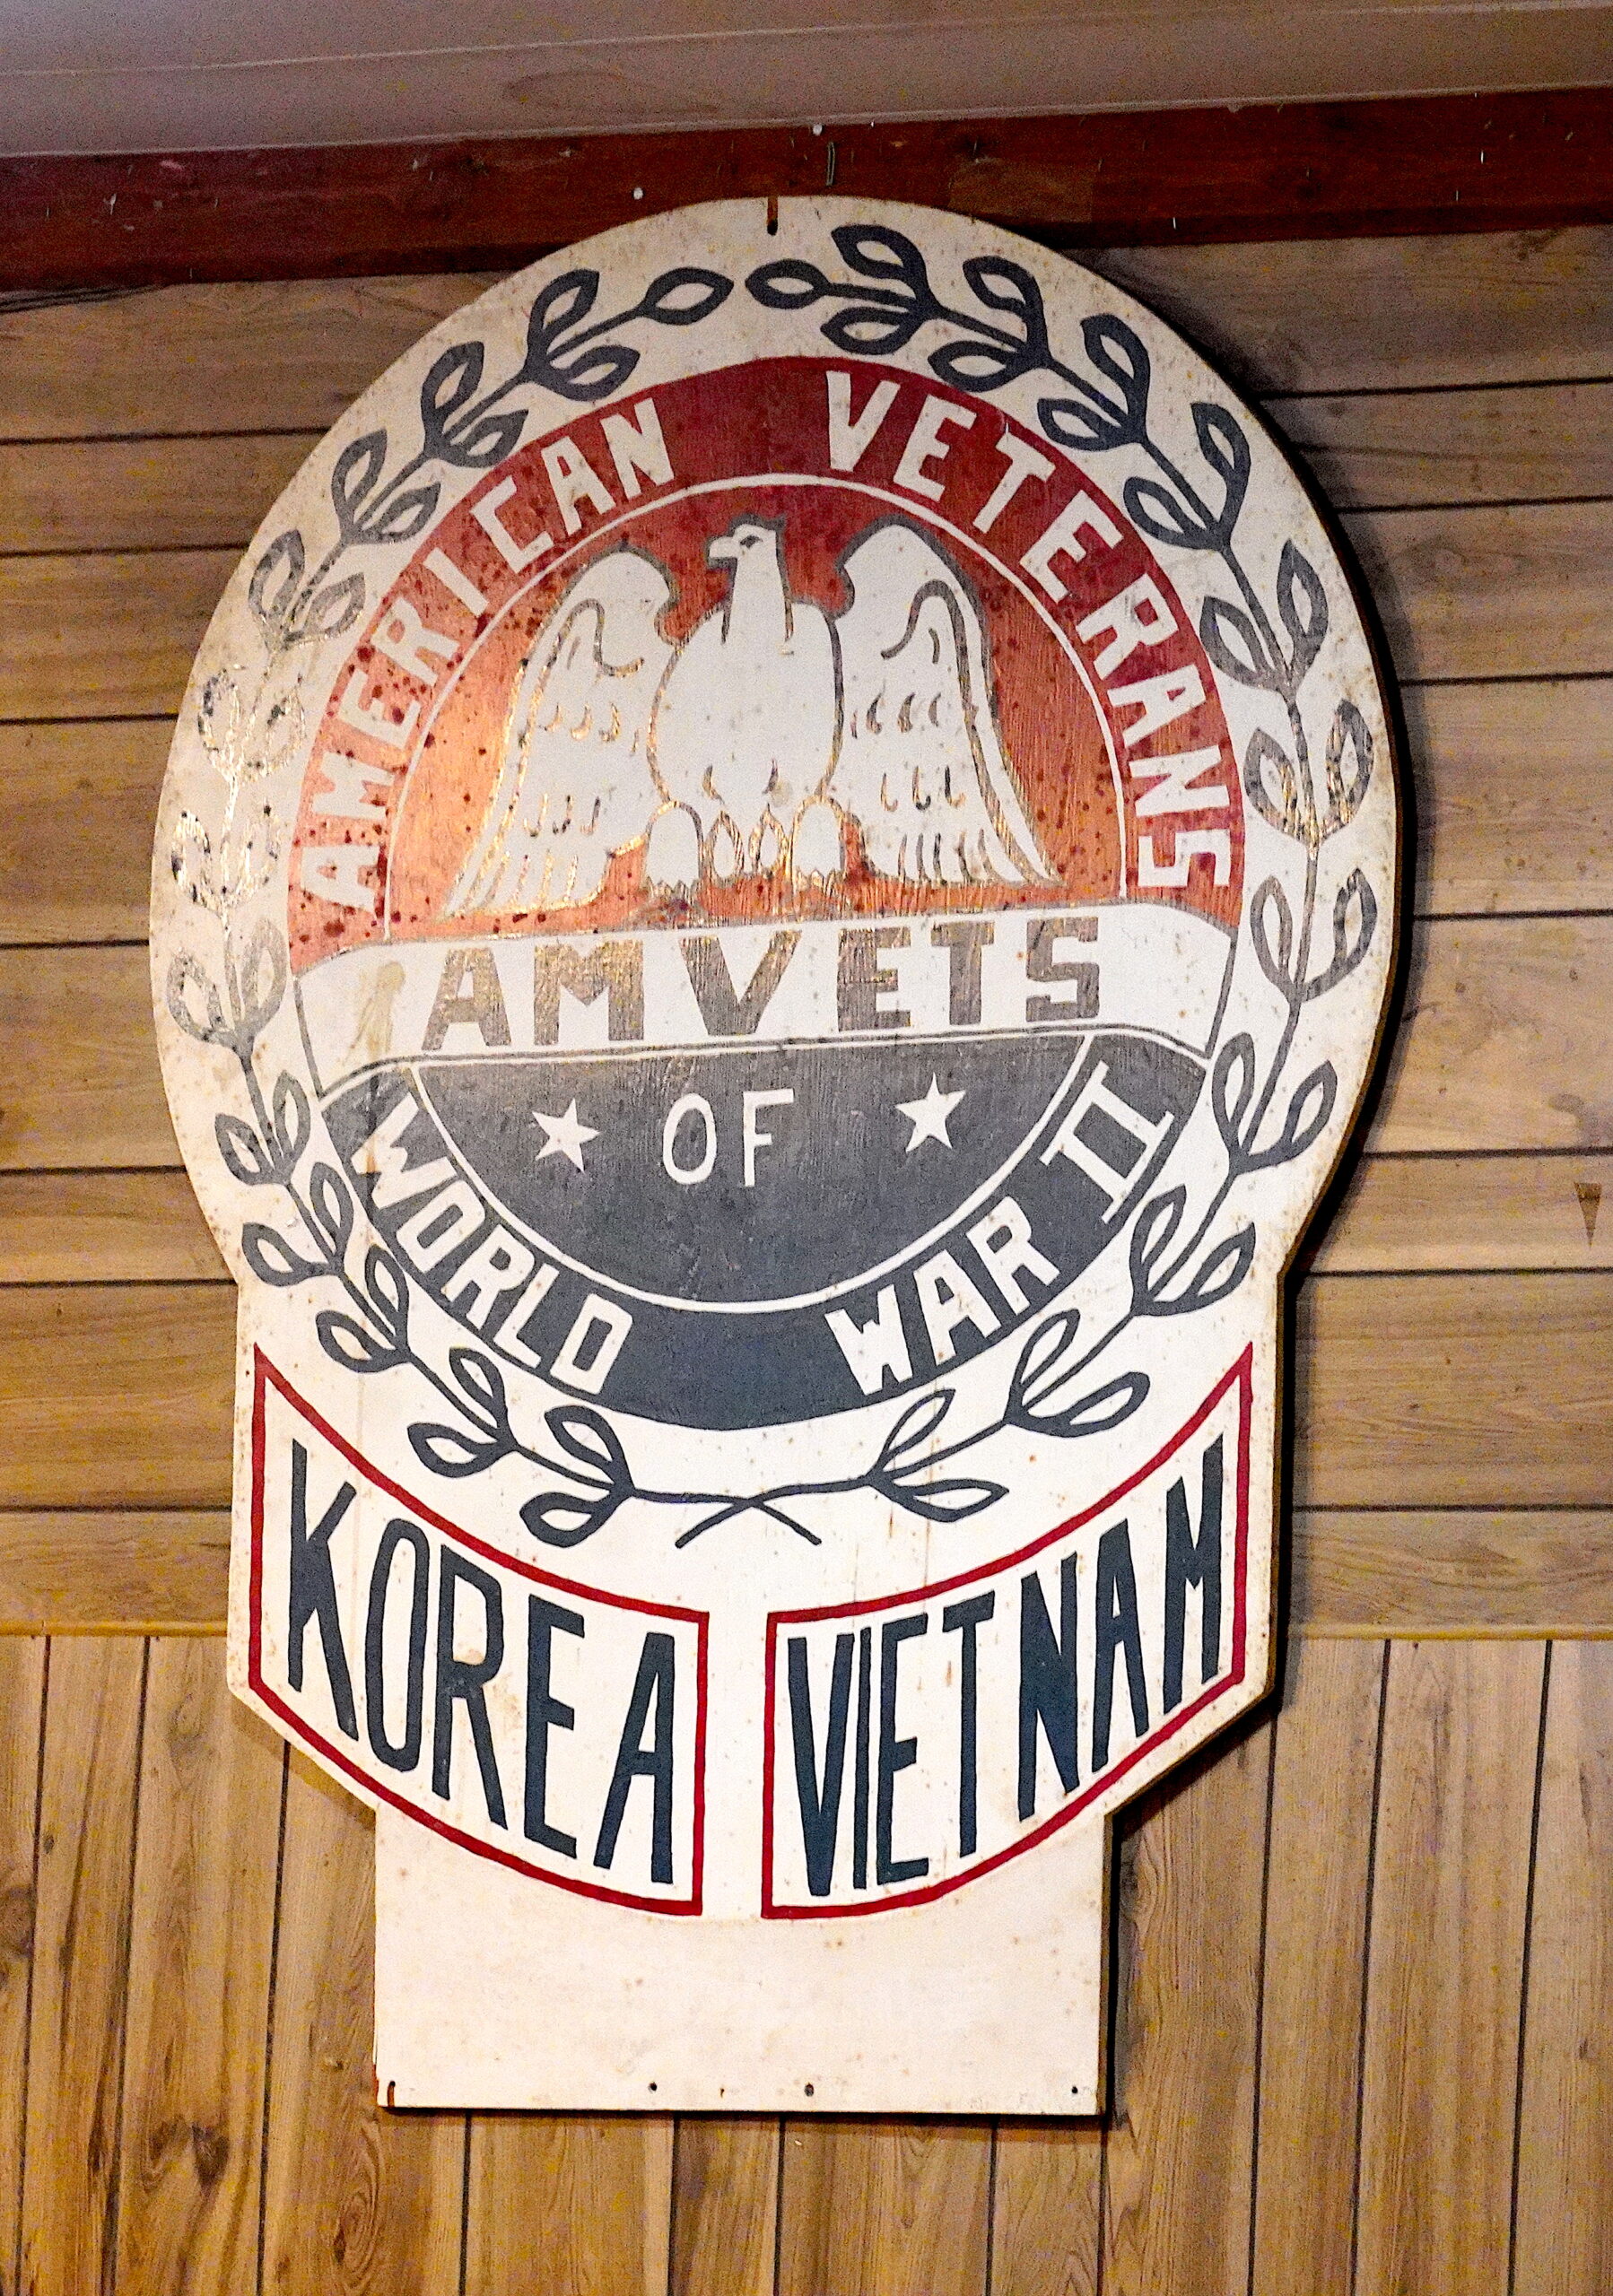 AMERICAN VETERANS
AMVETS
OF
WORLD WAR II
KOREA
VIETNAM